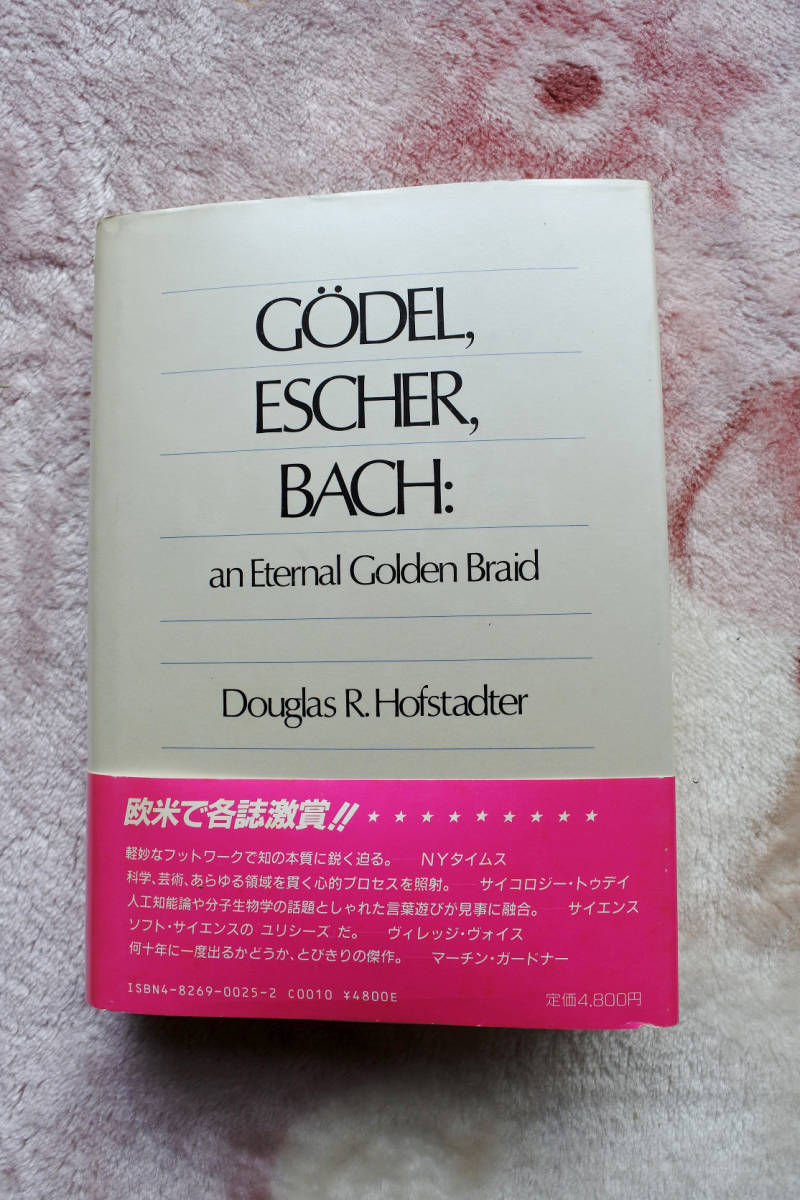 GÖDEL,
ESCHER,
BACH:
an Eternal Golden Braid
Douglas R. Hofstadter
欧米で各誌激賞!! ★ ★ ★ ★ ★ ★ ★ ★ ★
軽妙なフットワークで知の本質に鋭く迫る。 NYタイムス
科学、芸術、あらゆる領域を貫く心的プロセスを照射。 サイコロジー・トゥデイ
人工知能論や分子生物学の話題としゃれた言葉遊びが見事に融合。 サイエンス
ソフト・サイエンスの ユリシーズ だ。 ヴィレッジ・ヴォイス
何十年に一度出るかどうか、とびきりの傑作。 マーチン・ガードナー
ISBN4-8269-0025-2 C0010 ¥4800E 定価4,800円